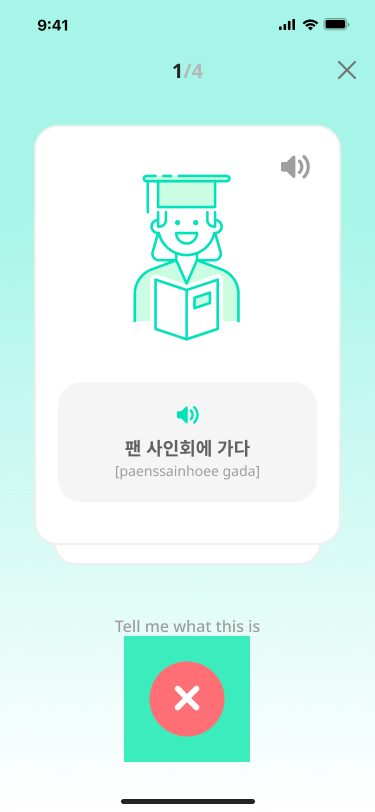 9:41
1/4
팬 사인회에 가다
[paenssainhoee gada]
Tell me what this is